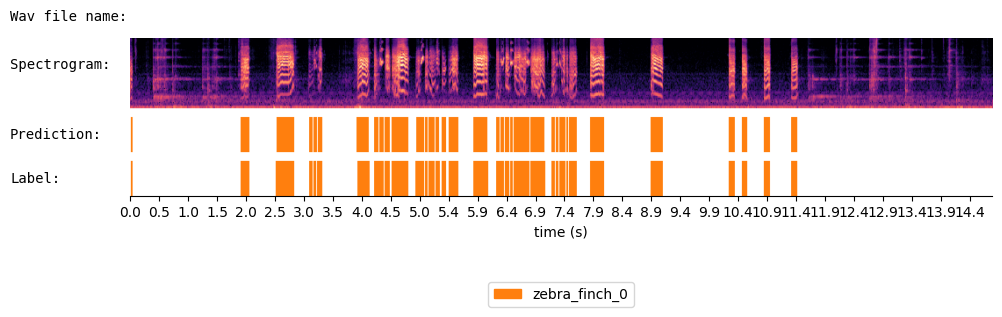 Wav file name:
Spectrogram:
Prediction:
Label:
0.0 0.5 1.0 1.5 2.0 2.5 3.0 3.5 4.0 4.5 5.0 5.4 5.9 6.4 6.9 7.4 7.9 8.4 8.9 9.4 9.9 10.4 10.9 11.4 11.9 12.4 12.9 13.4 13.9 14.4
time (s)
zebra_finch_0